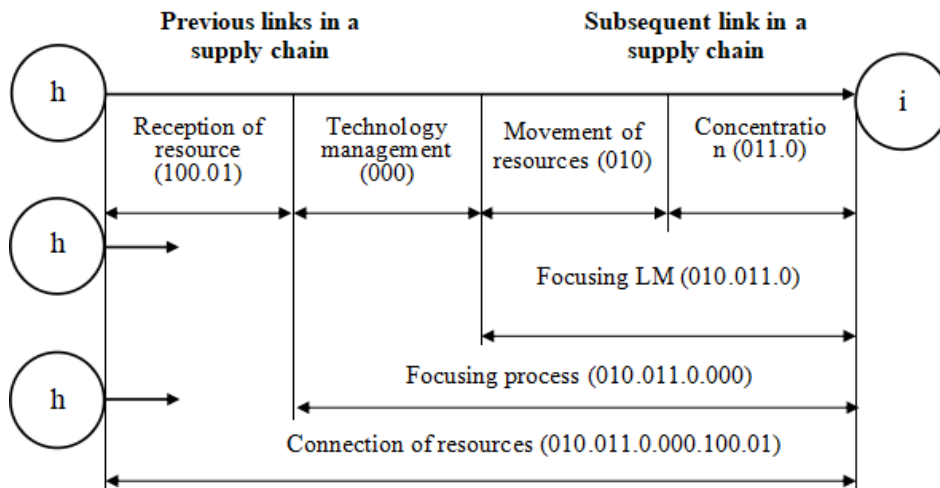 Previous links in a
supply chain
Subsequent link in a
supply chain
h
i
Reception of
resource
(100.01)
Technology
management
(000)
Movement of
resources (010)
Concentratio
n (011.0)
h
Focusing LM (010.011.0)
Focusing process (010.011.0.000)
h
Connection of resources (010.011.0.000.100.01)